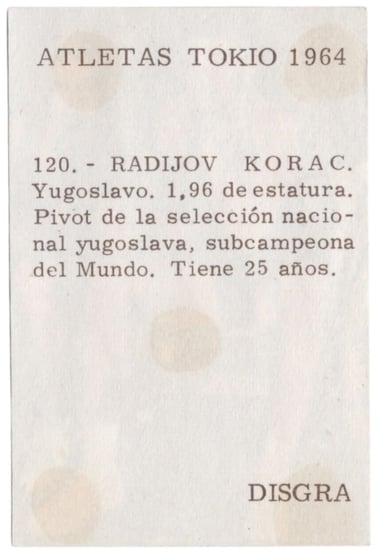 ATLETAS TOKIO 1964
120. - RADIJOV KORAC.
Yugoslavo. 1,96 de estatura.
Pivot de la selección nacio-
nal yugoslava, subcampeona
del Mundo. Tiene 25 años.
DISGRA